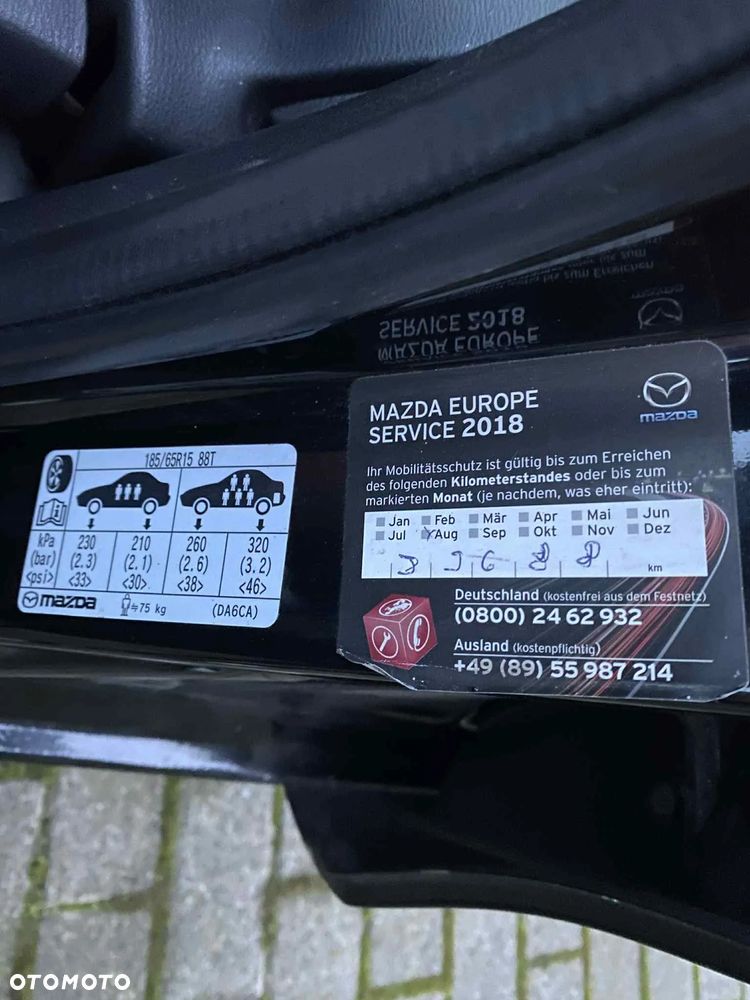 MAZDA EUROPE
SERVICE 2018
mazda
Ihr Mobilitätsschutz ist gültig bis zum Erreichen
des folgenden Kilometerstandes oder bis zum
markierten Monat (je nachdem, was eher eintritt):
Jan Feb Mär Apr Mai Jun
Jul Aug Sep Okt Nov Dez
km
Deutschland (kostenfrei aus dem Festnetz)
(0800) 24 62 932
Ausland (kostenpflichtig)
+49 (89) 55 987 214
185/65R15 88T
kPa 230 210 260 320
(bar) (2.3) (2.1) (2.6) (3.2)
<psi> <33> <30> <38> <46>
mazda ≒75 kg (DA6CA)
OTOMOTO